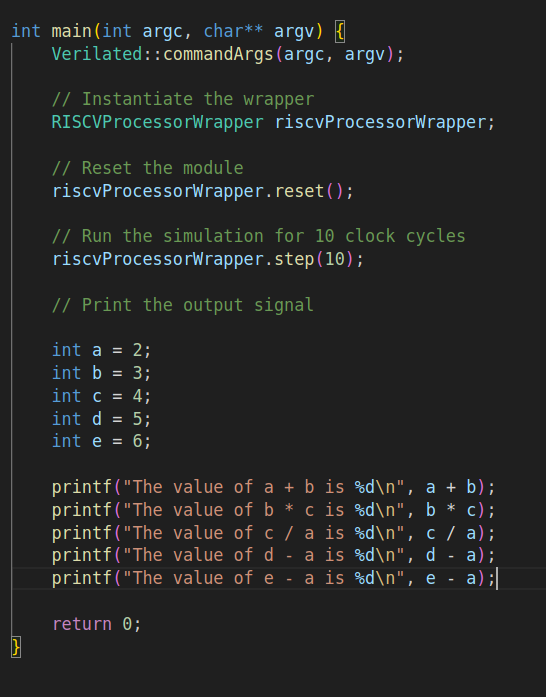 int main(int argc, char** argv) {
    Verilated::commandArgs(argc, argv);

    // Instantiate the wrapper
    RISCVProcessorWrapper riscvProcessorWrapper;

    // Reset the module
    riscvProcessorWrapper.reset();

    // Run the simulation for 10 clock cycles
    riscvProcessorWrapper.step(10);

    // Print the output signal

    int a = 2;
    int b = 3;
    int c = 4;
    int d = 5;
    int e = 6;

    printf("The value of a + b is %d\n", a + b);
    printf("The value of b * c is %d\n", b * c);
    printf("The value of c / a is %d\n", c / a);
    printf("The value of d - a is %d\n", d - a);
    printf("The value of e - a is %d\n", e - a);

    return 0;
}